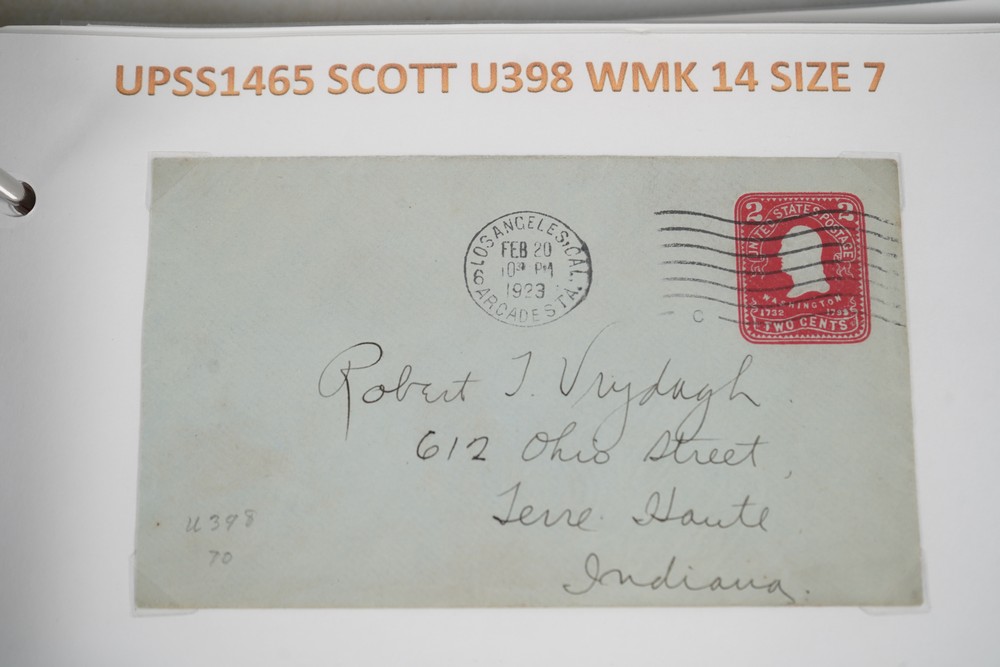 UPSS1465 SCOTT U398 WMK 14 SIZE 7
LOS ANGELES, CAL.
FEB 20
PM
1923
ARCADE STA.
6
2 2
UNITED STATES POSTAGE
WASHINGTON
1732 1799
TWO CENTS
C
Robert T. Vrydagh.
612 Ohio Street,
Terre Haute
Indiana.
U398
70